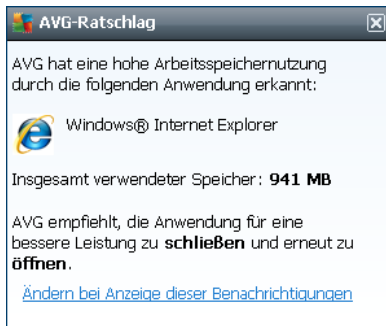 AVG-Ratschlag
AVG hat eine hohe Arbeitsspeichernutzung
durch die folgenden Anwendung erkannt:
Windows® Internet Explorer
Insgesamt verwendeter Speicher: 941 MB
AVG empfiehlt, die Anwendung für eine
bessere Leistung zu schließen und erneut zu
öffnen.
Ändern bei Anzeige dieser Benachrichtigungen